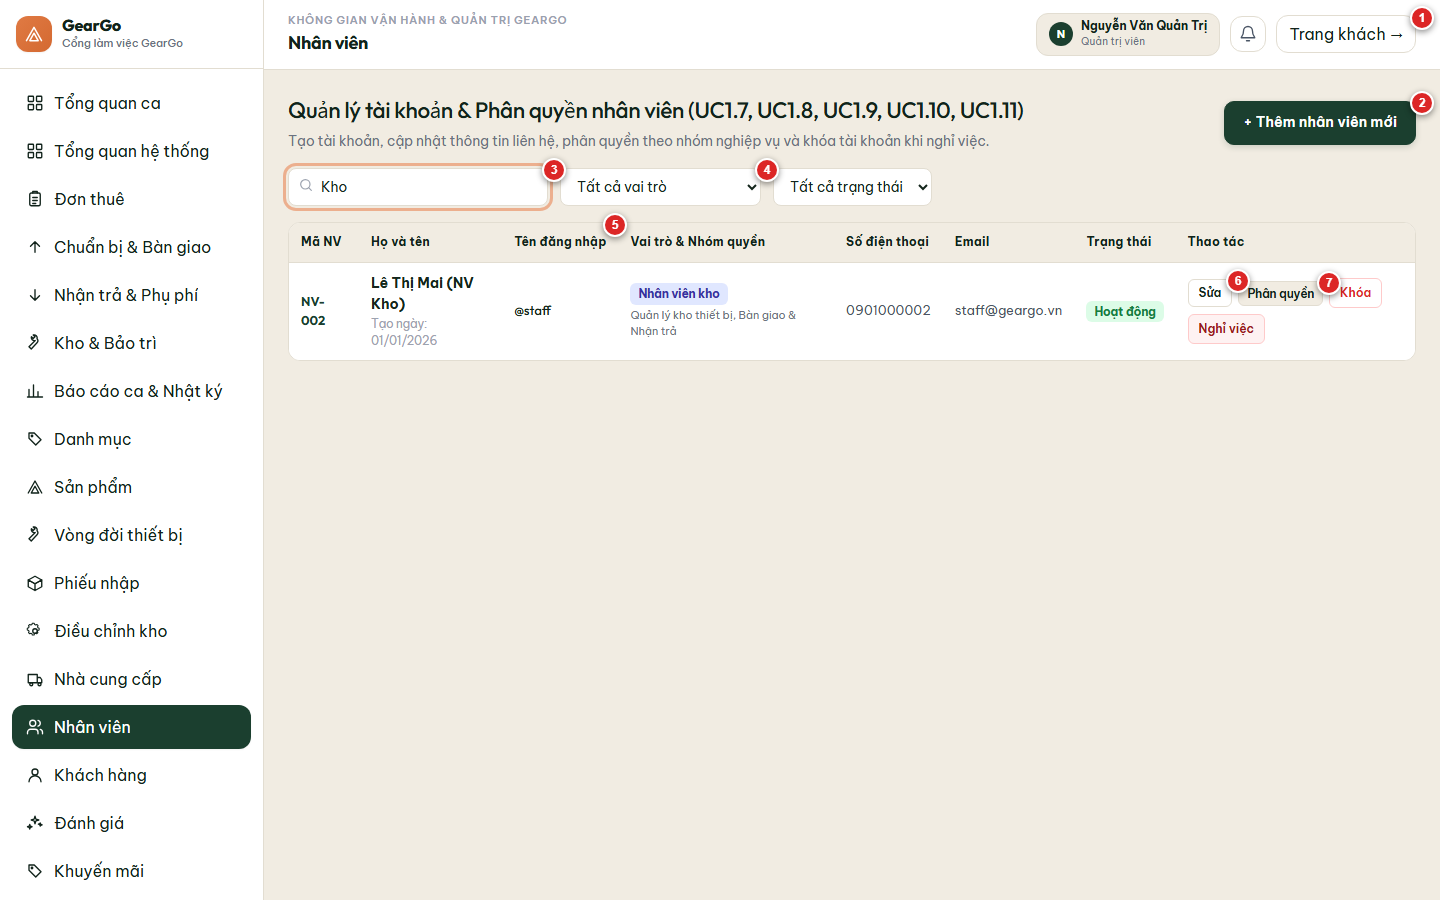 GearGo
Cổng làm việc GearGo
KHÔNG GIAN VẬN HÀNH & QUẢN TRỊ GEARGO
Nhân viên
N
Nguyễn Văn Quản Trị
Quản trị viên
Trang khách →
1
Tổng quan ca
Tổng quan hệ thống
Đơn thuê
Chuẩn bị & Bàn giao
Nhận trả & Phụ phí
Kho & Bảo trì
Báo cáo ca & Nhật ký
Danh mục
Sản phẩm
Vòng đời thiết bị
Phiếu nhập
Điều chỉnh kho
Nhà cung cấp
Nhân viên
Khách hàng
Đánh giá
Khuyến mãi
Quản lý tài khoản & Phân quyền nhân viên (UC1.7, UC1.8, UC1.9, UC1.10, UC1.11)
Tạo tài khoản, cập nhật thông tin liên hệ, phân quyền theo nhóm nghiệp vụ và khóa tài khoản khi nghỉ việc.
+ Thêm nhân viên mới
2
Kho
3
Tất cả vai trò
4
Tất cả trạng thái
5
Mã NV Họ và tên Tên đăng nhập Vai trò & Nhóm quyền Số điện thoại Email Trạng thái Thao tác
NV-
002
Lê Thị Mai (NV
Kho)
Tạo ngày:
01/01/2026
@staff
Nhân viên kho
Quản lý kho thiết bị, Bàn giao &
Nhận trả
0901000002
staff@geargo.vn
Hoạt động
Sửa
6
Phân quyền
7
Khóa
Nghỉ việc